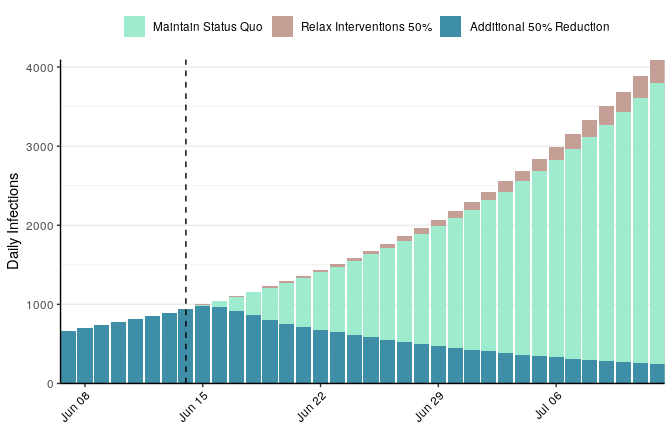 Maintain Status Quo Relax Interventions 50% Additional 50% Reduction
Daily Infections
4000
3000
2000
1000
0
Jun 08 Jun 15 Jun 22 Jun 29 Jul 06